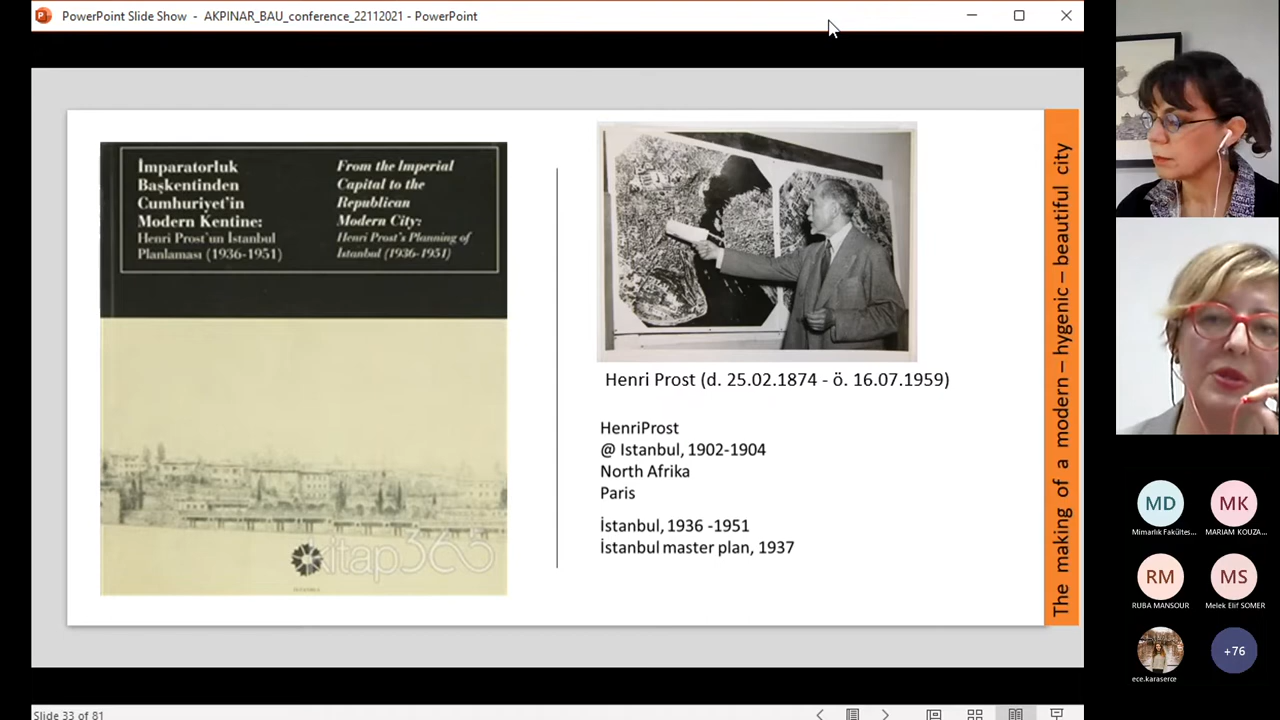 PowerPoint Slide Show - AKPINAR_BAU_conference_22112021 - PowerPoint
İmparatorluk
Başkentinden
Cumhuriyet'in
Modern Kentine:
Henri Prost'un İstanbul
Planlaması (1936-1951)
From the Imperial
Capital to the
Republican
Modern City:
Henri Prost's Planning of
Istanbul (1936-1951)
kitap365
Henri Prost (d. 25.02.1874 - ö. 16.07.1959)
HenriProst
@ Istanbul, 1902-1904
North Afrika
Paris
İstanbul, 1936 -1951
İstanbul master plan, 1937
The making of a modern – hygenic – beautiful city
MD
Mimarlık Fakültes...
MK
MARIAM KOUZA...
RM
RUBA MANSOUR
MS
Melek Elif SOMER
ece.karaserce
+76
Slide 33 of 81